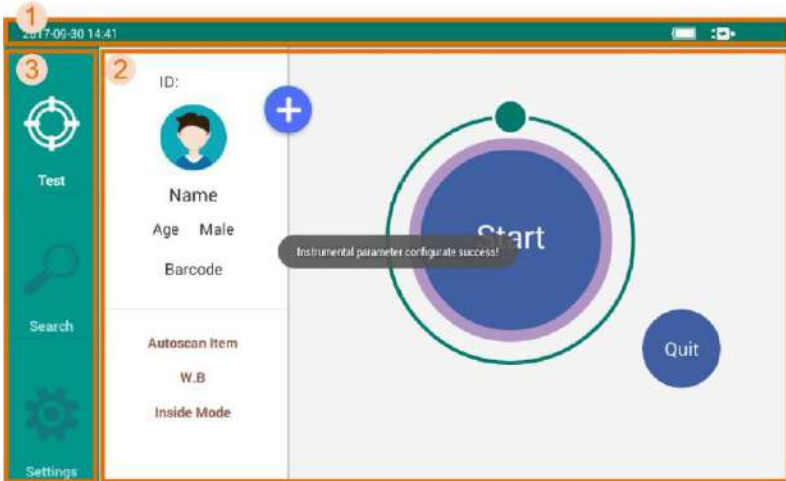 1
2017-09-30 14:41
3
Test
Search
Settings
2
ID:
Name
Age Male
Barcode
Autoscan Item
W.B
Inside Mode
Start
Instrumental parameter configurate success!
Quit